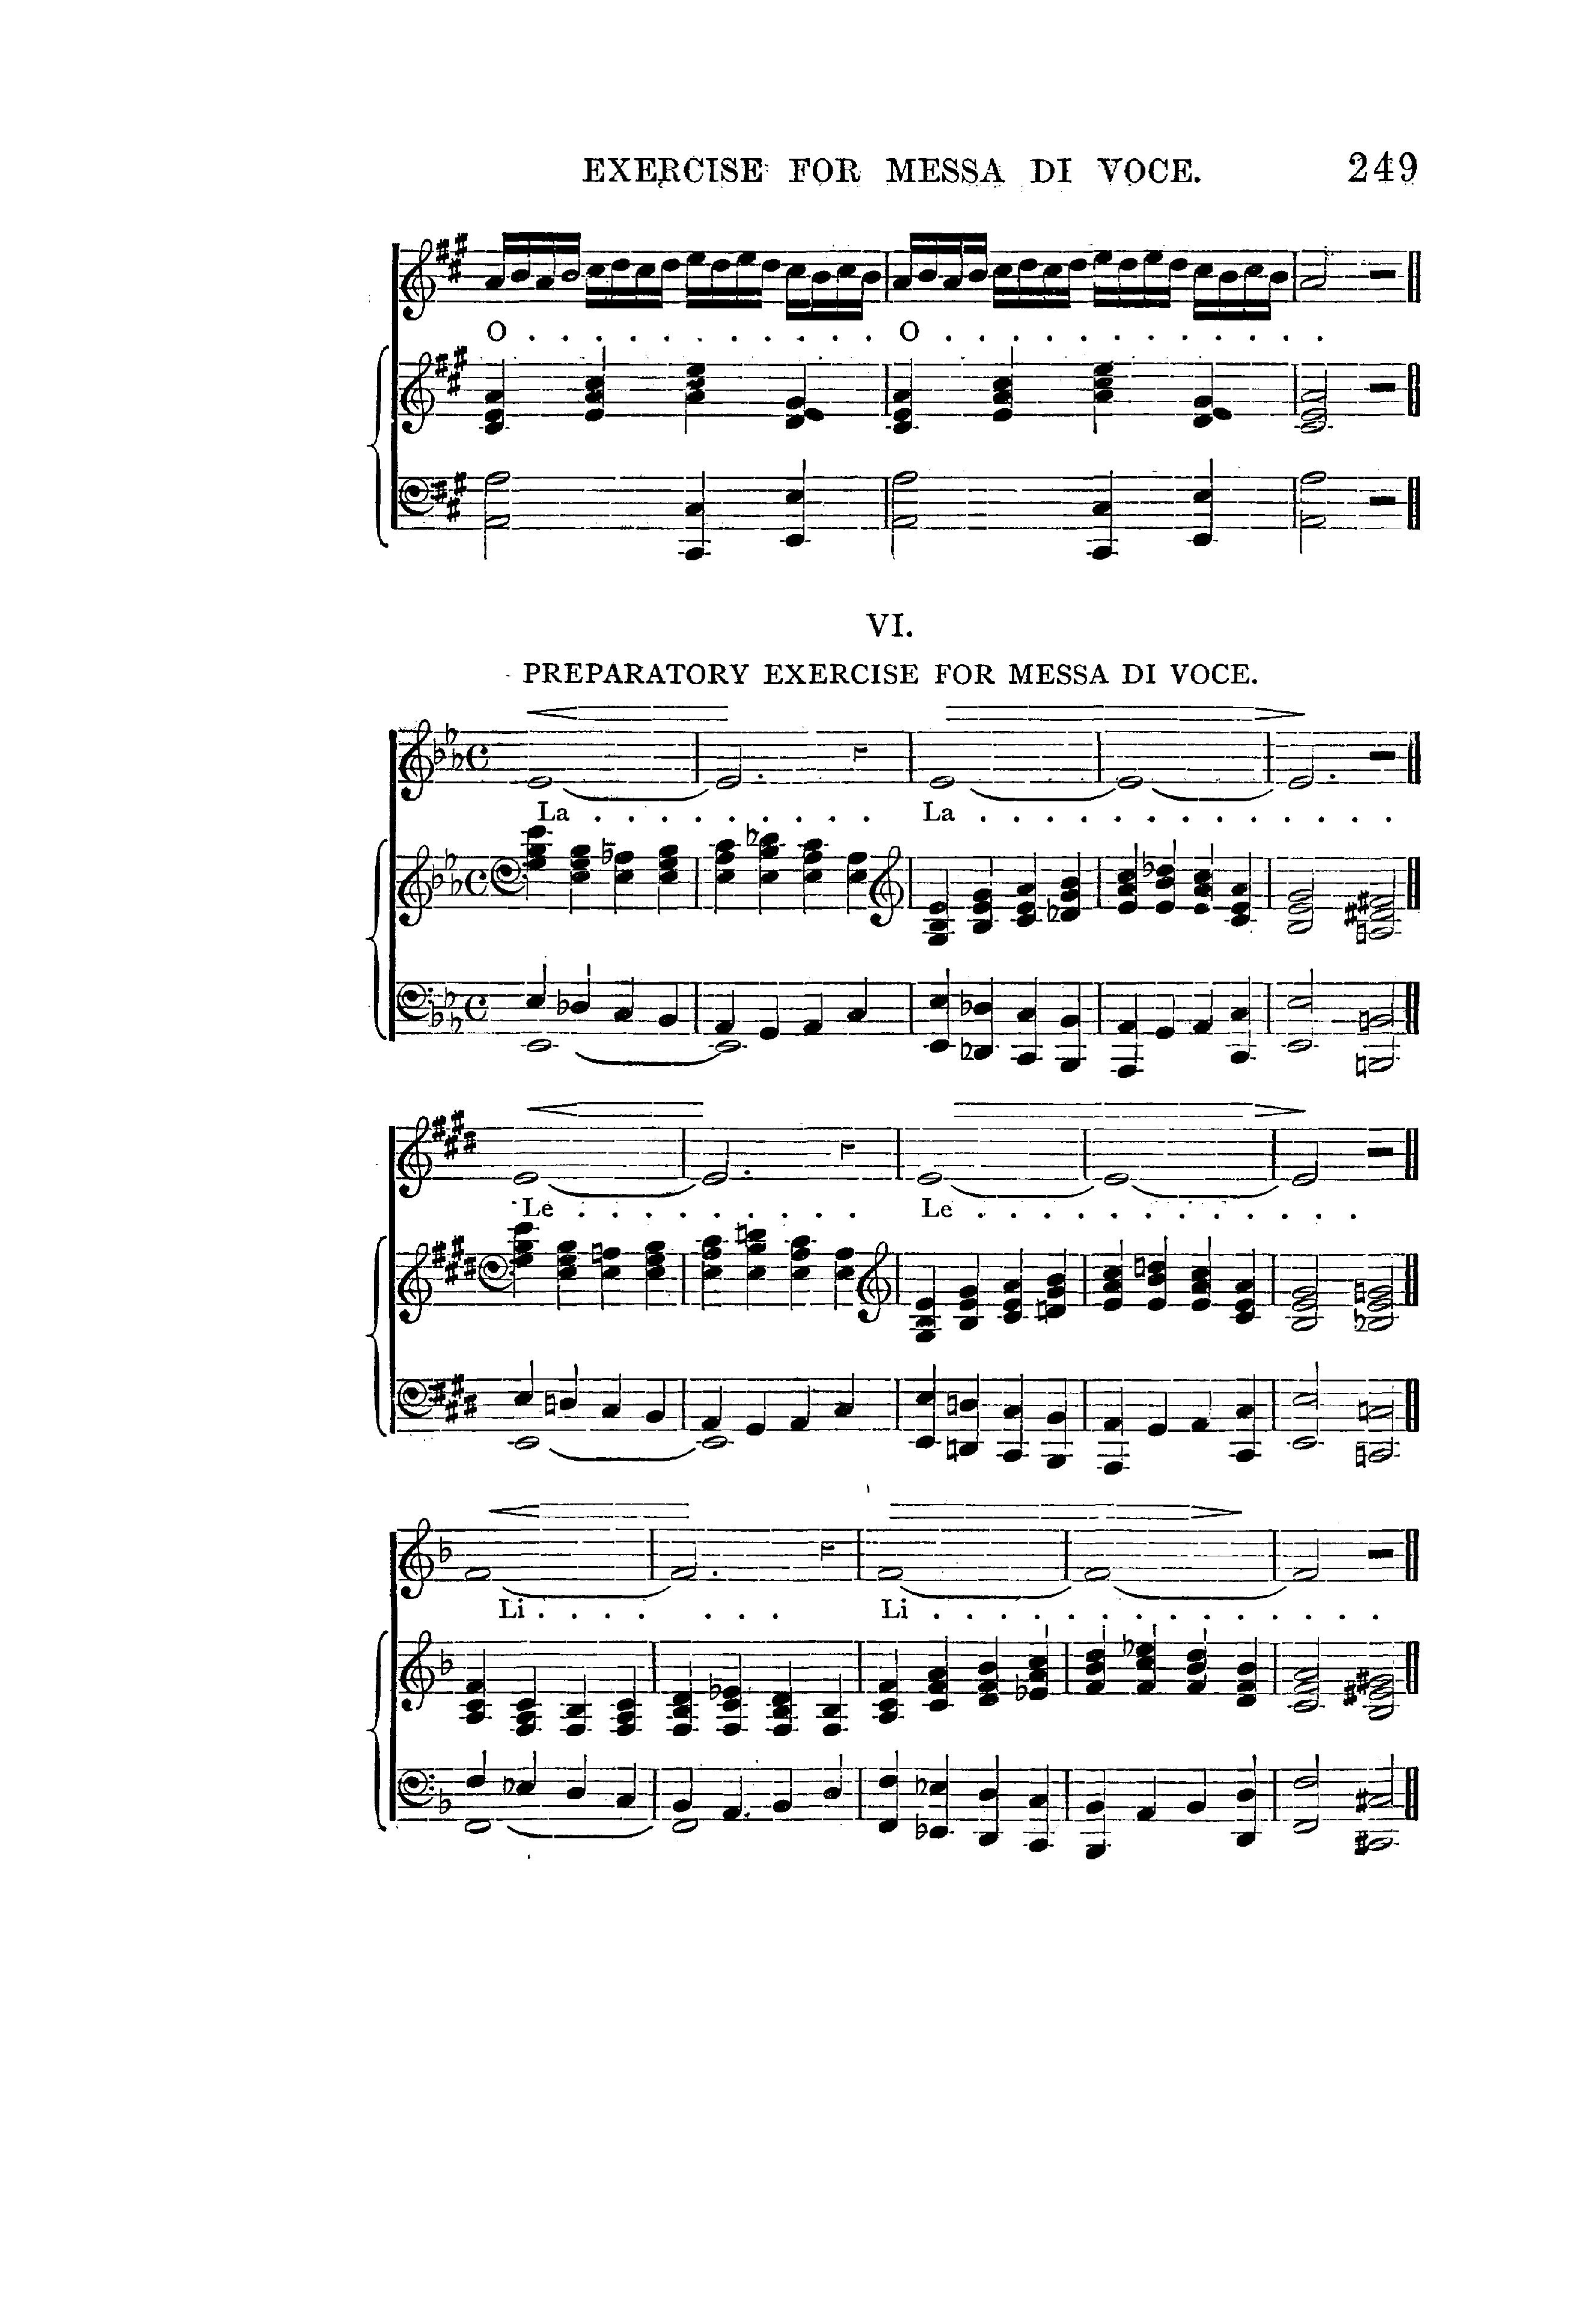 EXERCISE FOR MESSA DI VOCE. 249
O . . . . . . . . . . . O . . . . . . . . . . . .
VI.
PREPARATORY EXERCISE FOR MESSA DI VOCE.
La . . . . . . . . . La . . . . . . . . . . . . .
Le . . . . . . . . . Le . . . . . . . . . . . .
Li . . . . . . . Li . . . . . . . . . . . . . .